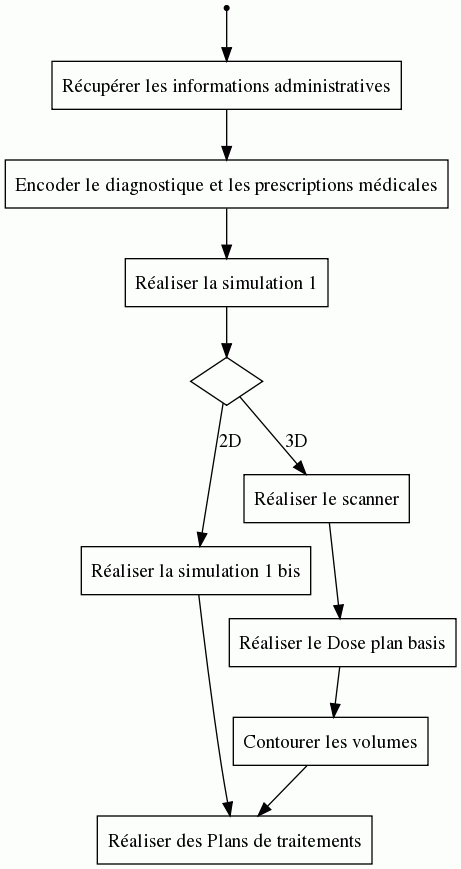 Récupérer les informations administratives
Encoder le diagnostique et les prescriptions médicales
Réaliser la simulation 1
2D
3D
Réaliser le scanner
Réaliser la simulation 1 bis
Réaliser le Dose plan basis
Contourer les volumes
Réaliser des Plans de traitements